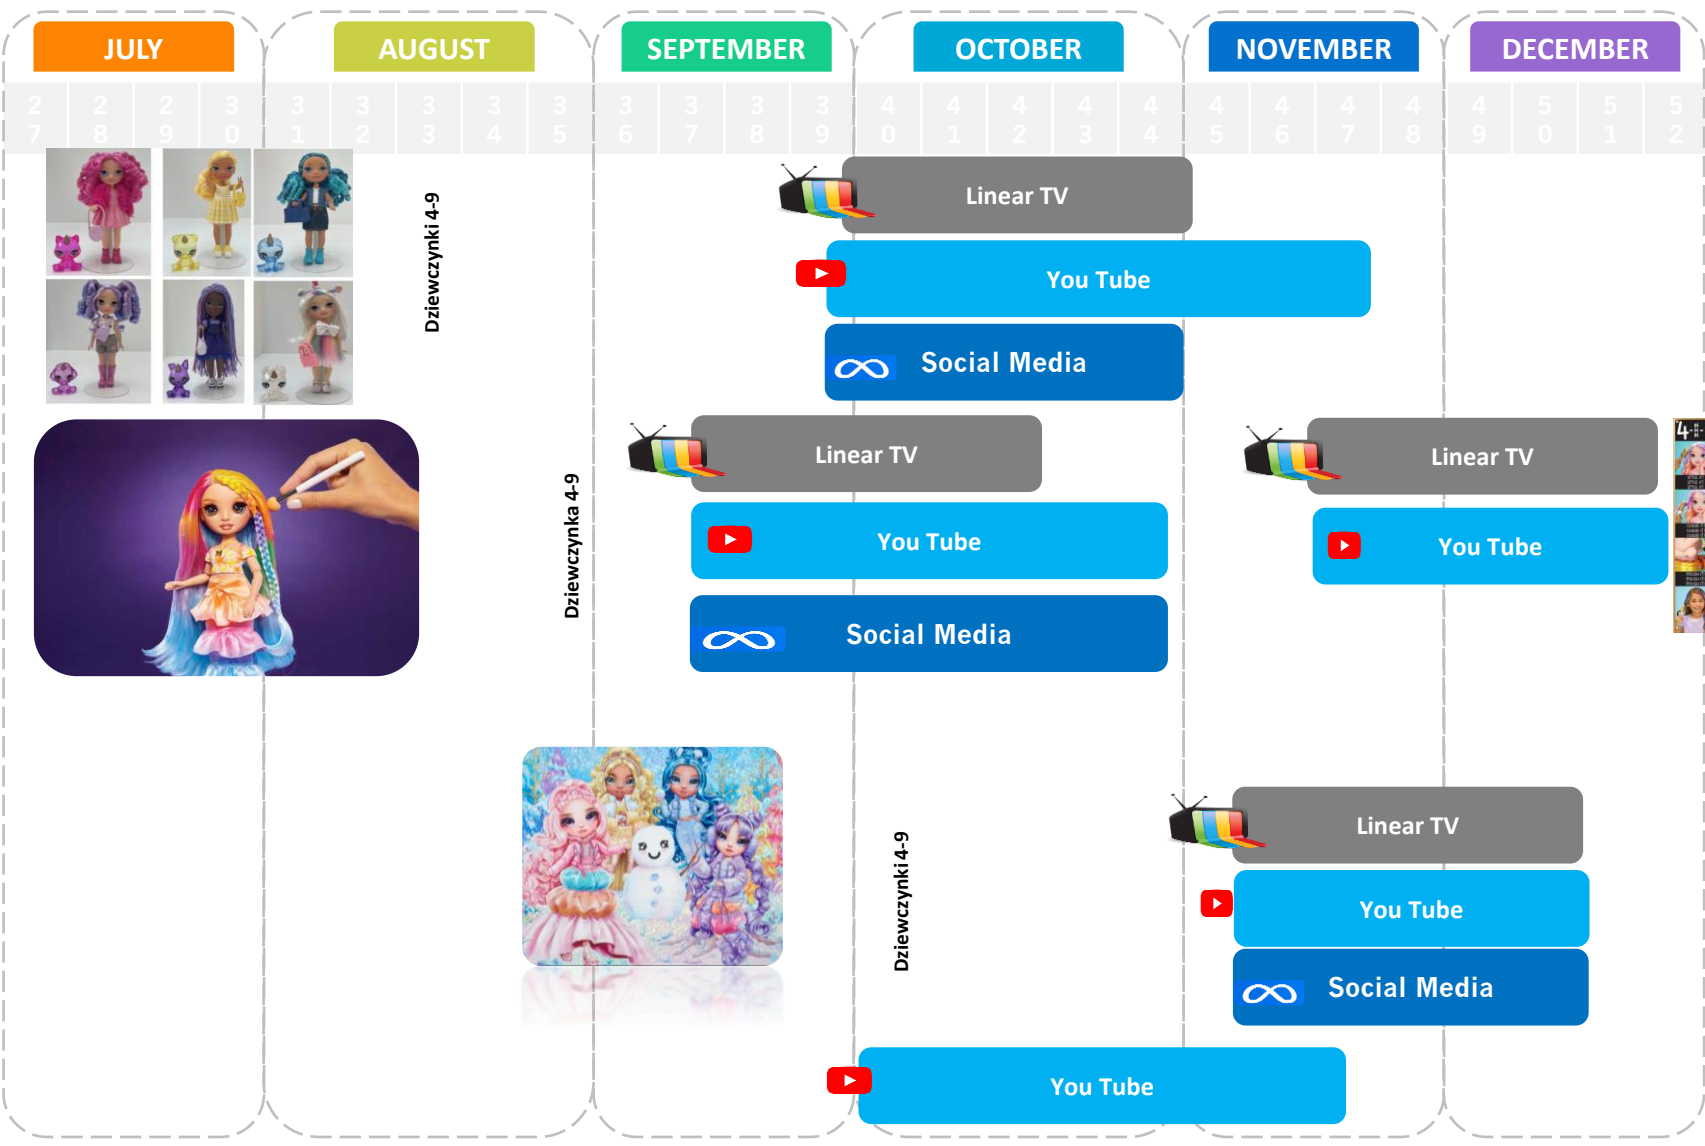 JULY AUGUST SEPTEMBER OCTOBER NOVEMBER DECEMBER
27 28 29 30 31 32 33 34 35 36 37 38 39 40 41 42 43 44 45 46 47 48 49 50 51 52
Dziewczynki 4-9
Linear TV
You Tube
Social Media
Dziewczynka 4-9
Linear TV
You Tube
Social Media
Linear TV
You Tube
4-
Dziewczynki 4-9
Linear TV
You Tube
Social Media
You Tube